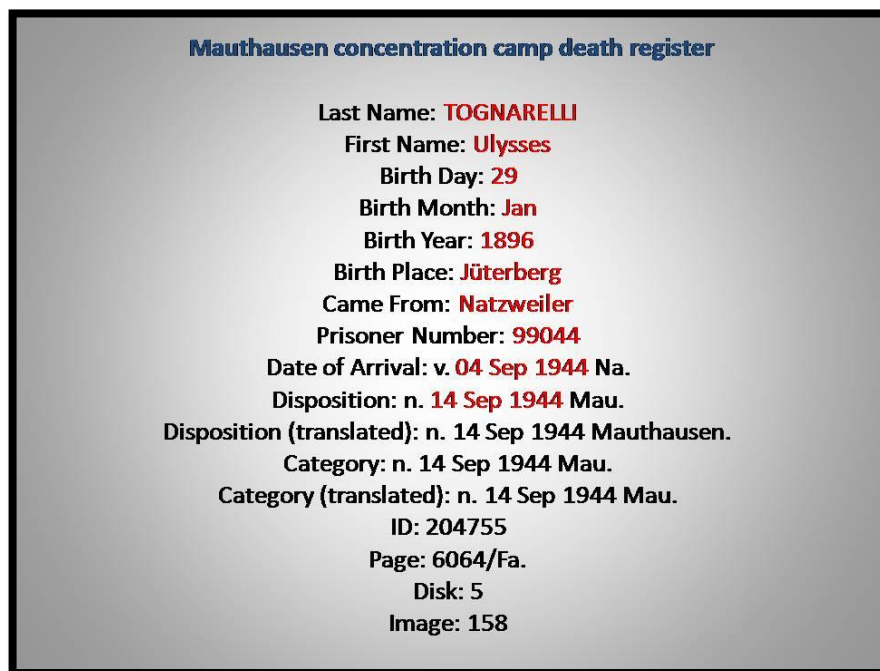 Mauthausen concentration camp death register
Last Name: TOGNARELLI
First Name: Ulysses
Birth Day: 29
Birth Month: Jan
Birth Year: 1896
Birth Place: Jüterberg
Came From: Natzweiler
Prisoner Number: 99044
Date of Arrival: v. 04 Sep 1944 Na.
Disposition: n. 14 Sep 1944 Mau.
Disposition (translated): n. 14 Sep 1944 Mauthausen.
Category: n. 14 Sep 1944 Mau.
Category (translated): n. 14 Sep 1944 Mau.
ID: 204755
Page: 6064/Fa.
Disk: 5
Image: 158